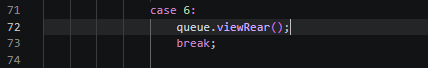 71 case 6:
72 queue.viewRear();
73 break;
74